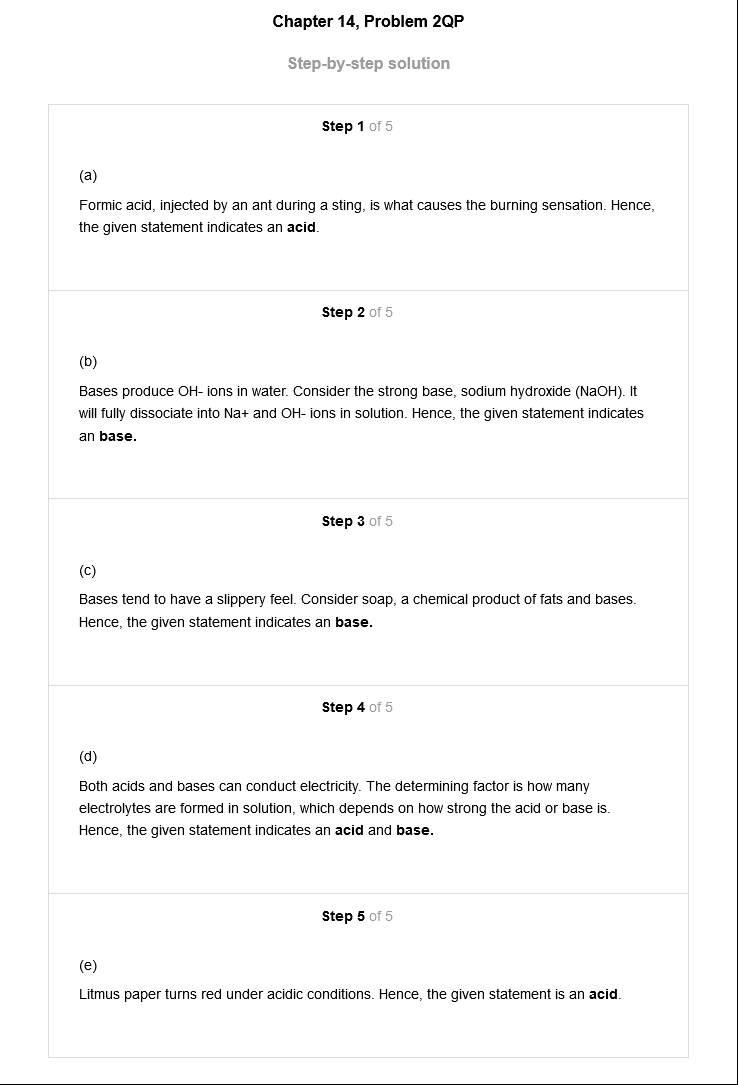 Chapter 14, Problem 2QP
Step-by-step solution
Step 1 of 5
(a)
Formic acid, injected by an ant during a sting, is what causes the burning sensation. Hence,
the given statement indicates an acid.
Step 2 of 5
(b)
Bases produce OH- ions in water. Consider the strong base, sodium hydroxide (NaOH). It
will fully dissociate into Na+ and OH- ions in solution. Hence, the given statement indicates
an base.
Step 3 of 5
(c)
Bases tend to have a slippery feel. Consider soap, a chemical product of fats and bases.
Hence, the given statement indicates an base.
Step 4 of 5
(d)
Both acids and bases can conduct electricity. The determining factor is how many
electrolytes are formed in solution, which depends on how strong the acid or base is.
Hence, the given statement indicates an acid and base.
Step 5 of 5
(e)
Litmus paper turns red under acidic conditions. Hence, the given statement is an acid.